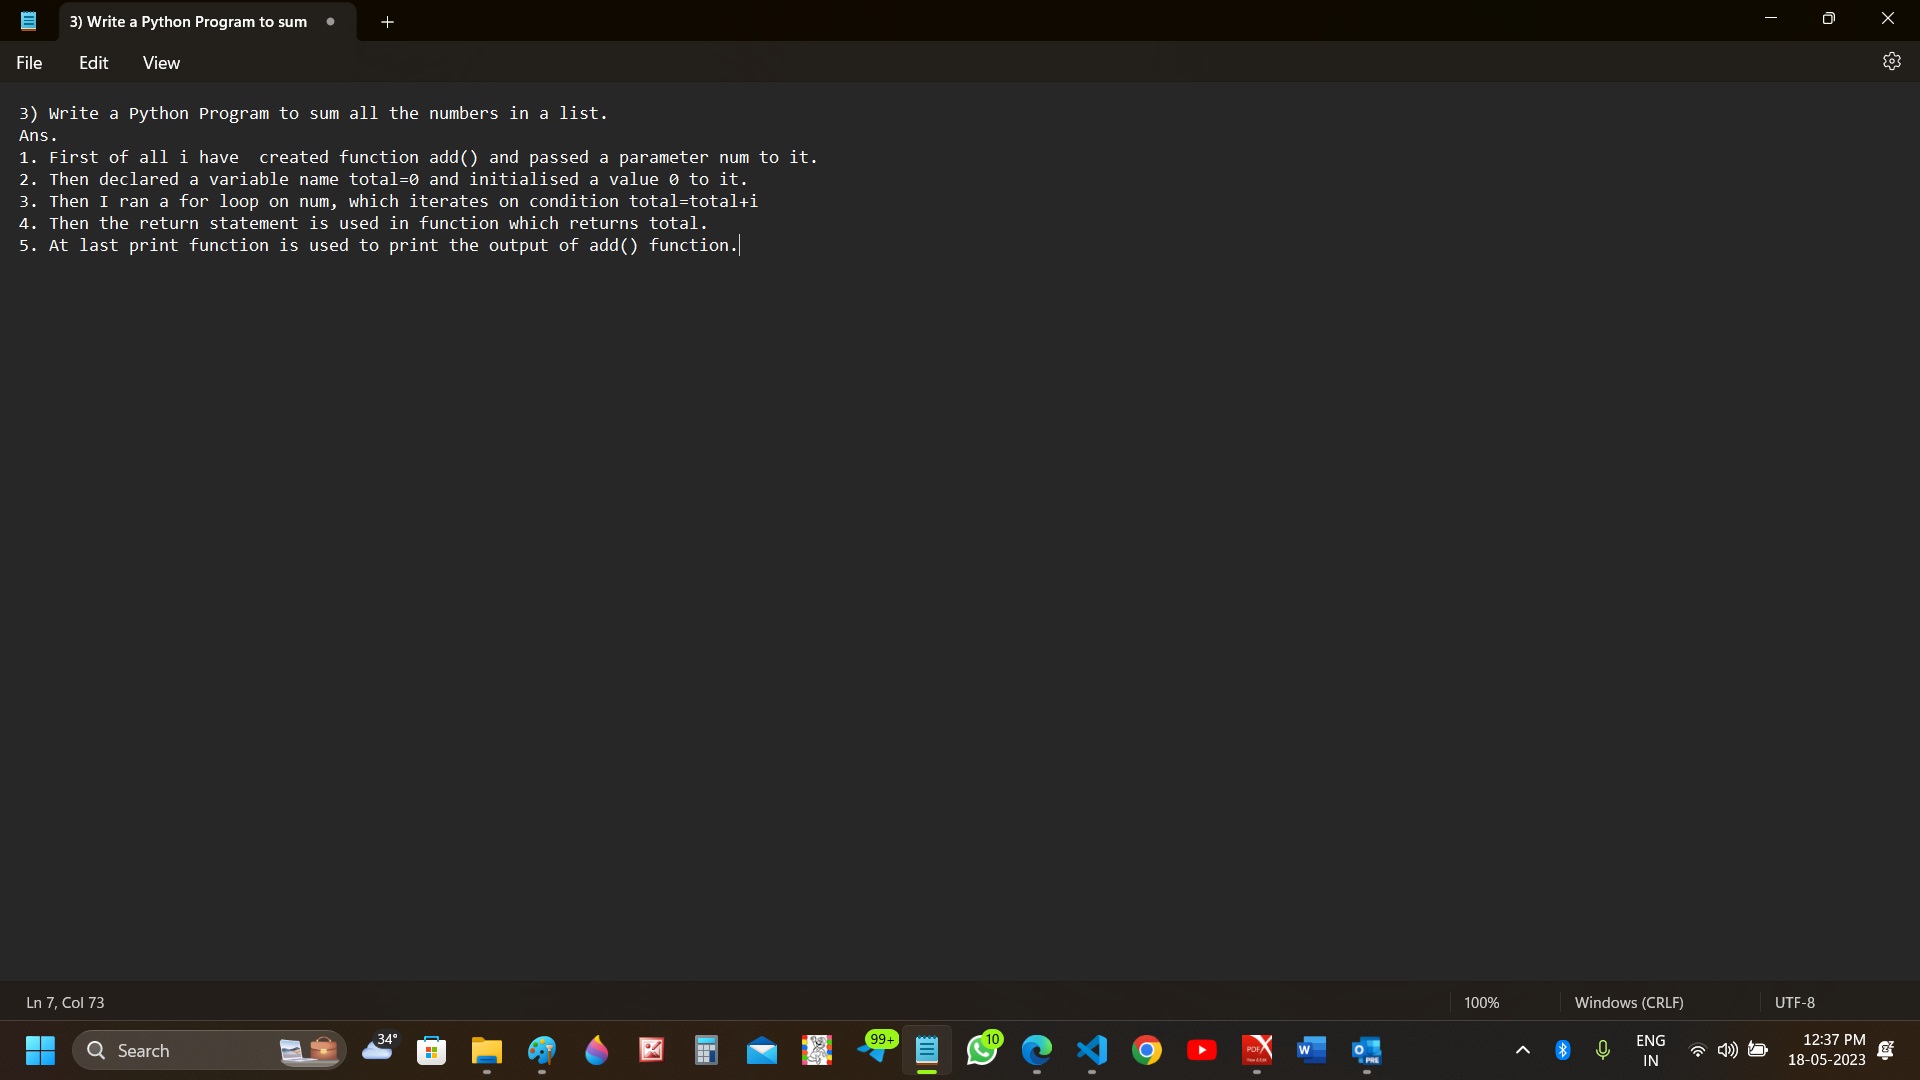 3) Write a Python Program to sum
File Edit View
3) Write a Python Program to sum all the numbers in a list.
Ans.
1. First of all i have  created function add() and passed a parameter num to it.
2. Then declared a variable name total=0 and initialised a value 0 to it.
3. Then I ran a for loop on num, which iterates on condition total=total+i
4. Then the return statement is used in function which returns total.
5. At last print function is used to print the output of add() function.
Ln 7, Col 73 100% Windows (CRLF) UTF-8
Search 34° 99+ 10 W PRE ENG 12:37 PM
IN 18-05-2023